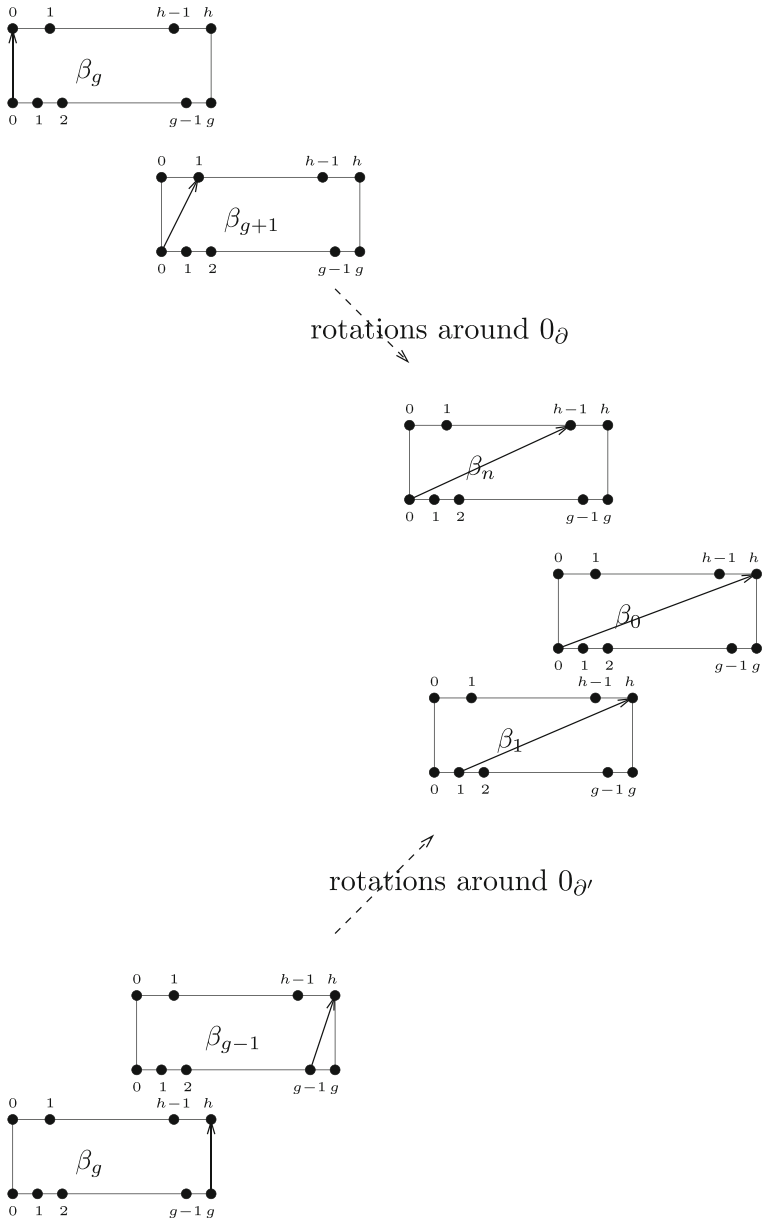 0 1 h−1 h
β_g
0 1 2 g−1 g
0 1 h−1 h
β_{g+1}
0 1 2 g−1 g
rotations around 0_∂
0 1 h−1 h
β_n
0 1 2 g−1 g
0 1 h−1 h
β_0
0 1 2 g−1 g
0 1 h−1 h
β_1
0 1 2 g−1 g
rotations around 0_{∂′}
0 1 h−1 h
β_{g−1}
0 1 2 g−1 g
0 1 h−1 h
β_g
0 1 2 g−1 g